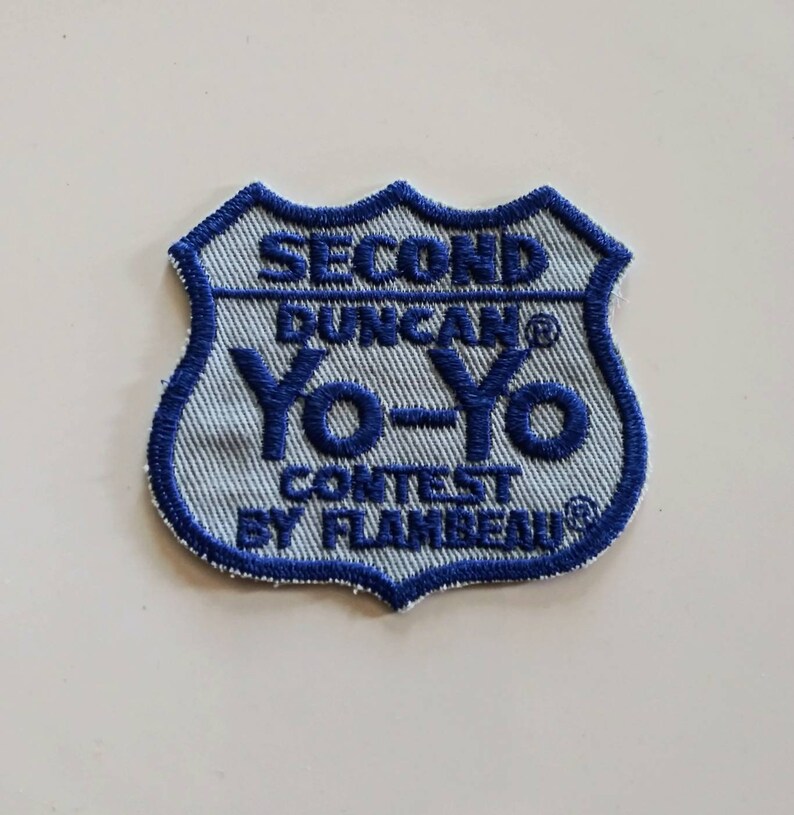 SECOND
DUNCAN®
YO-YO
CONTEST
BY FLAMBEAU®